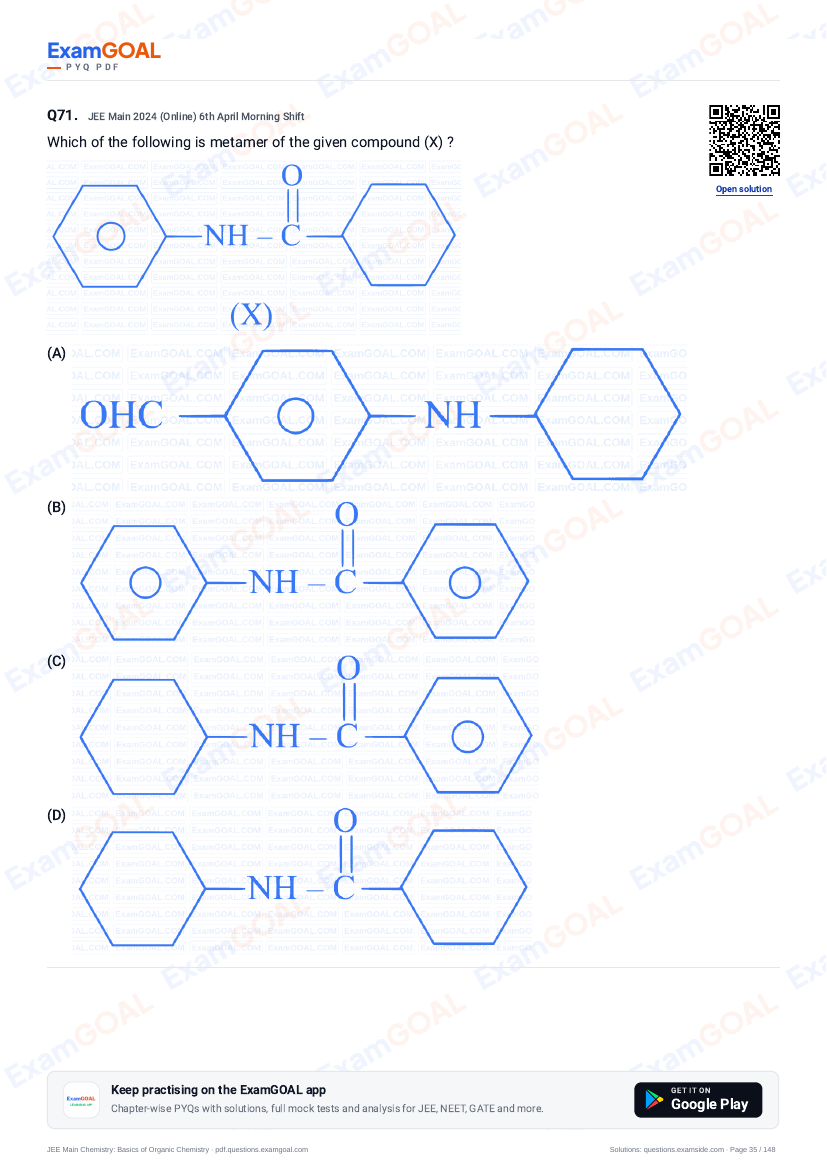 ExamGOAL
PYQ PDF
Q71. JEE Main 2024 (Online) 6th April Morning Shift
Which of the following is metamer of the given compound (X) ?
Open solution
O
NH – C
(X)
(A)
OHC NH
(B)
O
NH – C
(C)
O
NH – C
(D)
O
NH – C
Keep practising on the ExamGOAL app
Chapter-wise PYQs with solutions, full mock tests and analysis for JEE, NEET, GATE and more.
GET IT ON
Google Play
JEE Main Chemistry: Basics of Organic Chemistry · pdf.questions.examgoal.com
Solutions: questions.examside.com · Page 35 / 148